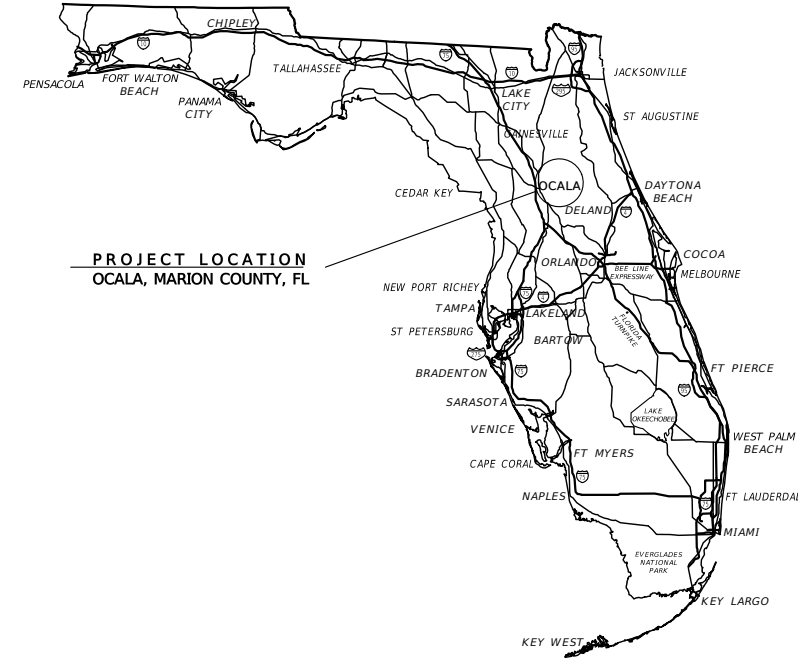 CHIPLEY
PENSACOLA
FORT WALTON
BEACH
PANAMA
CITY
TALLAHASSEE
LAKE
CITY
JACKSONVILLE
ST AUGUSTINE
GAINESVILLE
CEDAR KEY
OCALA
DAYTONA
BEACH
DELAND
PROJECT LOCATION
OCALA, MARION COUNTY, FL
ORLANDO
COCOA
BEE LINE
EXPRESSWAY
MELBOURNE
NEW PORT RICHEY
TAMPA
LAKELAND
ST PETERSBURG
BARTOW
FLORIDA
TURNPIKE
BRADENTON
FT PIERCE
SARASOTA
LAKE
OKEECHOBEE
VENICE
WEST PALM
BEACH
FT MYERS
CAPE CORAL
NAPLES
FT LAUDERDAL
MIAMI
EVERGLADES
NATIONAL
PARK
KEY LARGO
KEY WEST